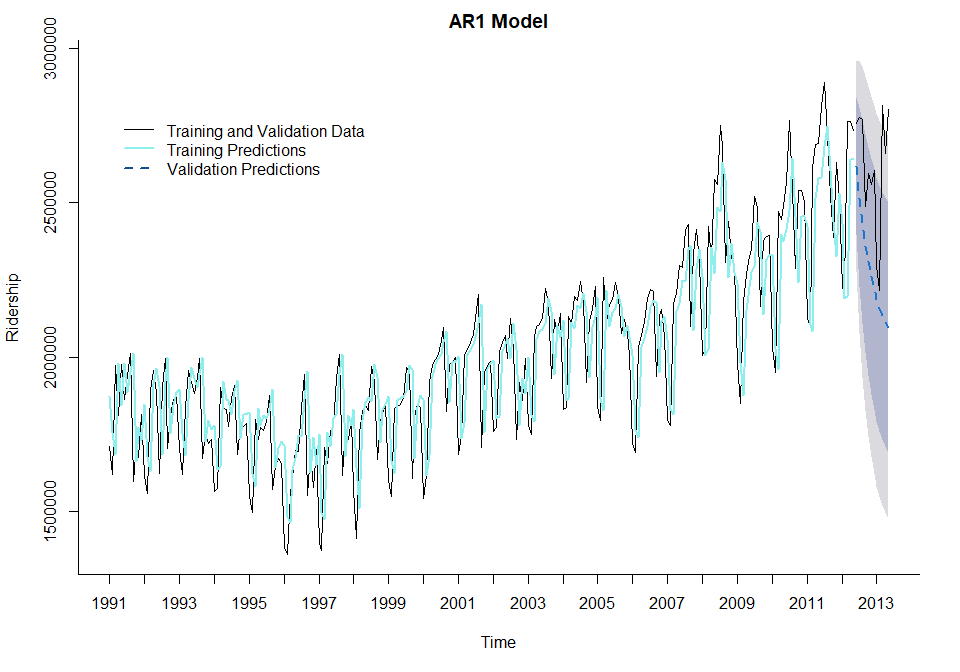 AR1 Model
3000000
2500000
2000000
1500000
Ridership
Training and Validation Data
Training Predictions
Validation Predictions
1991 1993 1995 1997 1999 2001 2003 2005 2007 2009 2011 2013
Time